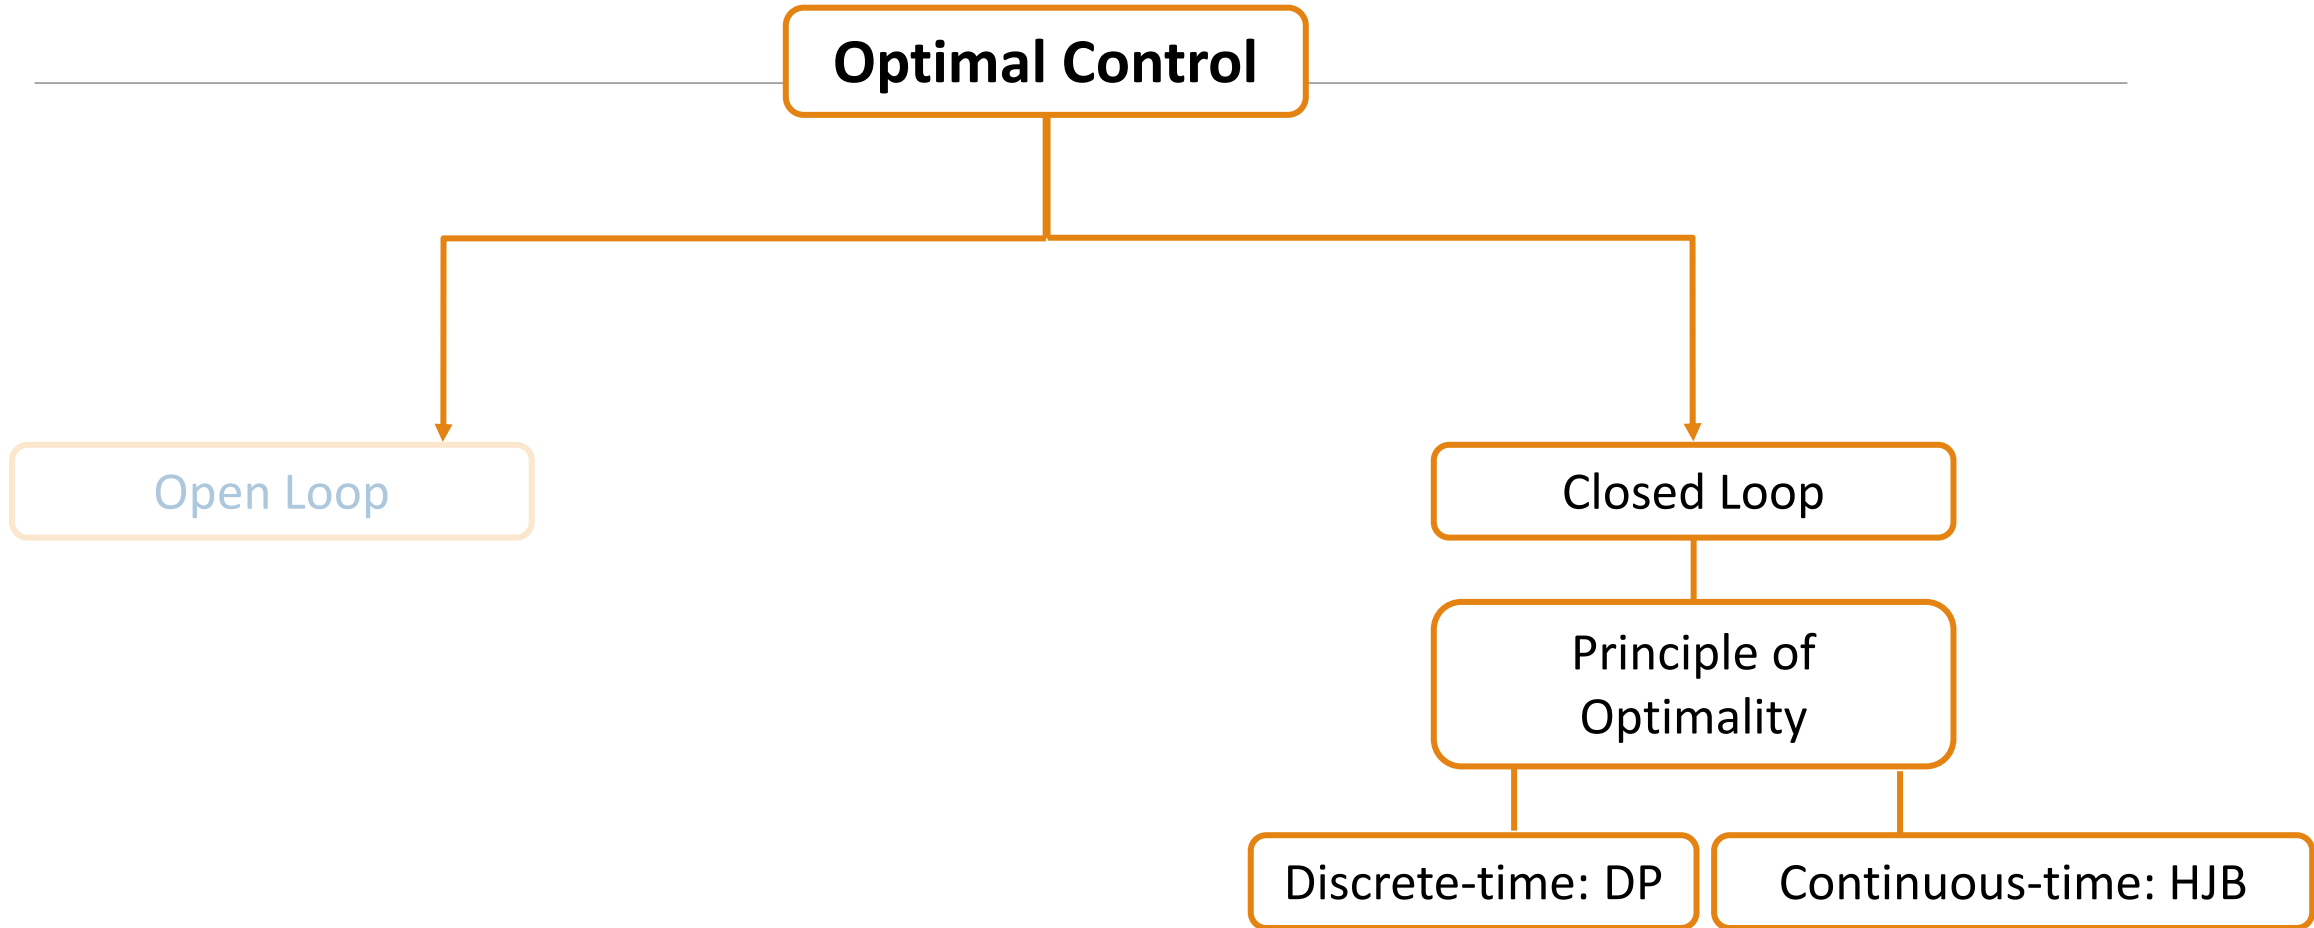 Optimal Control
Open Loop
Closed Loop
Principle of
Optimality
Discrete-time: DP
Continuous-time: HJB